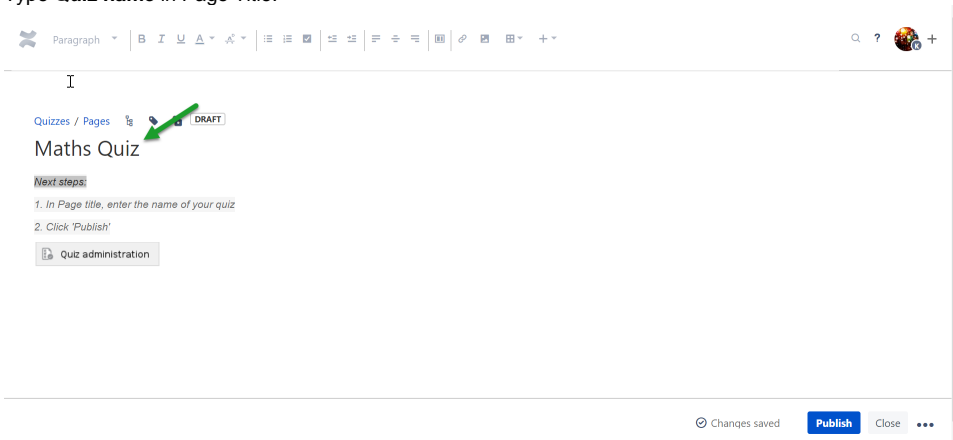 Type Quiz name in Page Title.
Paragraph B I U A ?
K
Quizzes / Pages DRAFT
Maths Quiz
Next steps:
1. In Page title, enter the name of your quiz
2. Click 'Publish'
Quiz administration
Changes saved Publish Close